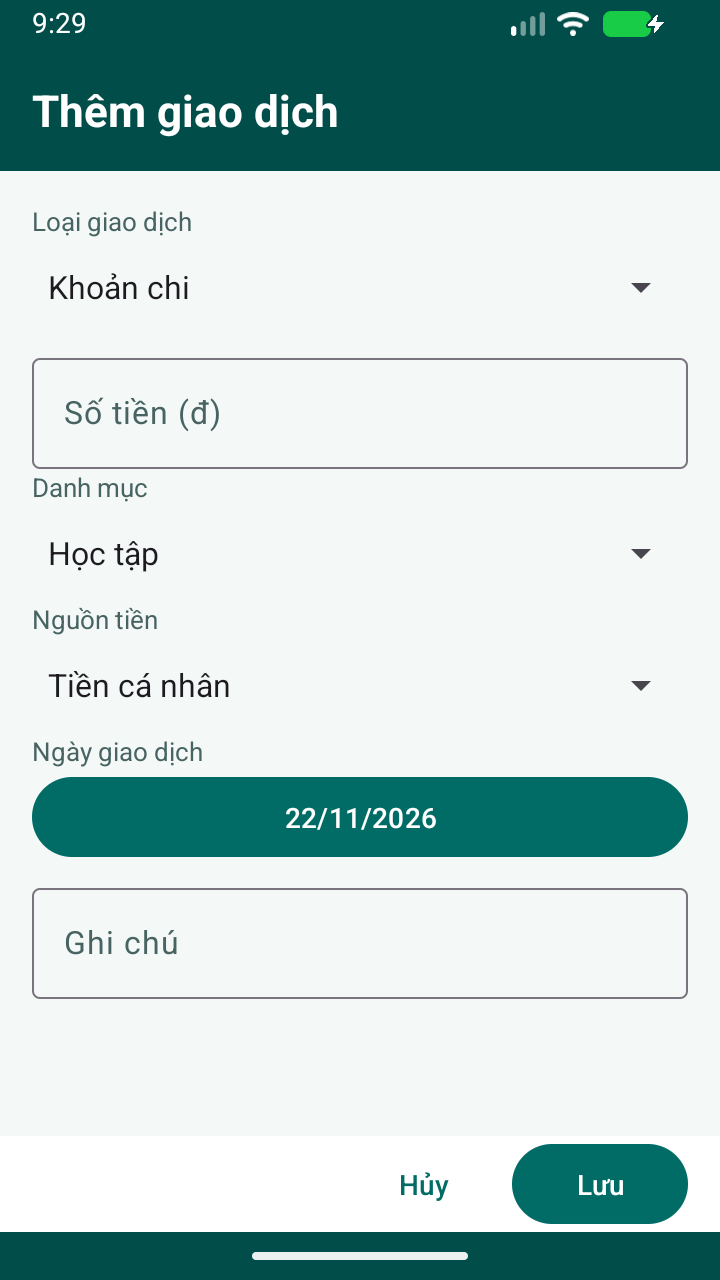 9:29
Thêm giao dịch
Loại giao dịch
Khoản chi
Số tiền (đ)
Danh mục
Học tập
Nguồn tiền
Tiền cá nhân
Ngày giao dịch
22/11/2026
Ghi chú
Hủy
Lưu